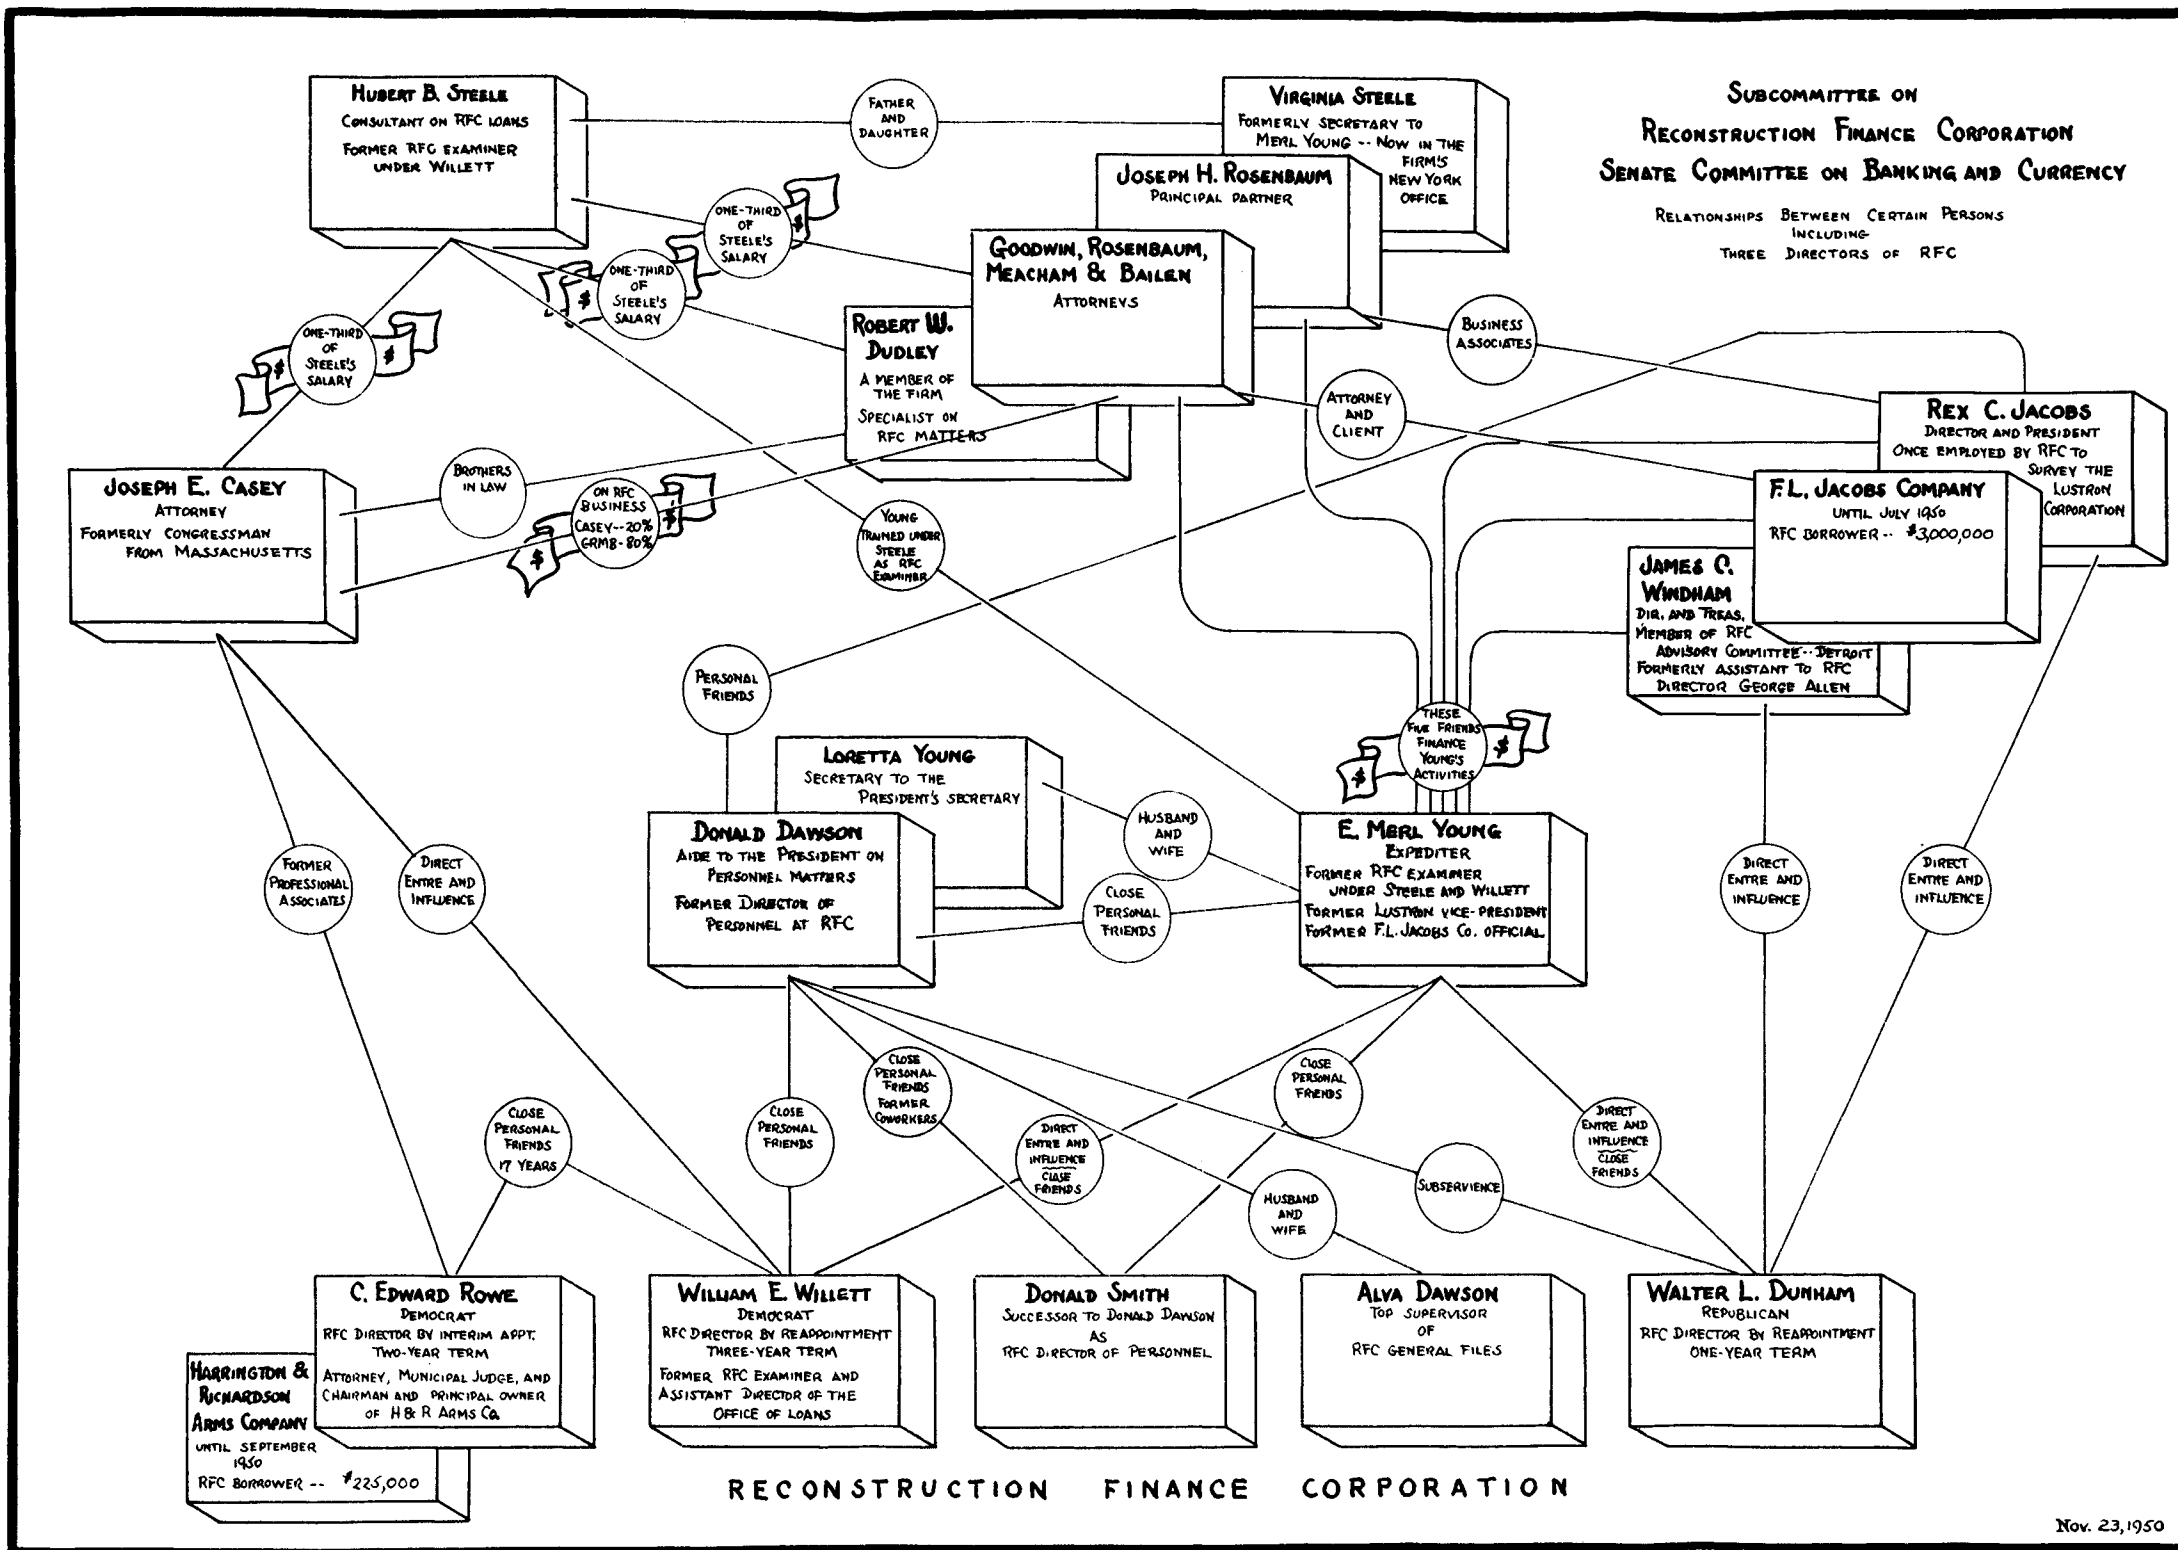 HUBERT B. STEELE
CONSULTANT ON RFC LOANS
FORMER RFC EXAMINER
UNDER WILLETT
FATHER
AND
DAUGHTER
VIRGINIA STEELE
FORMERLY SECRETARY TO
MERL YOUNG -- NOW IN THE
FIRM'S
NEW YORK
OFFICE
SUBCOMMITTEE ON
RECONSTRUCTION FINANCE CORPORATION
SENATE COMMITTEE ON BANKING AND CURRENCY
RELATIONSHIPS BETWEEN CERTAIN PERSONS
INCLUDING
THREE DIRECTORS OF RFC
JOSEPH H. ROSENBAUM
PRINCIPAL PARTNER
GOODWIN, ROSENBAUM,
MEACHAM & BAILEN
ATTORNEYS
ONE-THIRD
OF
STEELE'S
SALARY
$
ONE-THIRD
OF
STEELE'S
SALARY
$
ONE-THIRD
OF
STEELE'S
SALARY
$
$
ROBERT W.
DUDLEY
A MEMBER OF
THE FIRM
SPECIALIST ON
RFC MATTERS
BUSINESS
ASSOCIATES
ATTORNEY
AND
CLIENT
REX C. JACOBS
DIRECTOR AND PRESIDENT
ONCE EMPLOYED BY RFC TO
SURVEY THE
LUSTRON
CORPORATION
F.L. JACOBS COMPANY
UNTIL JULY 1950
RFC BORROWER -- $3,000,000
JAMES C.
WINDHAM
DIR. AND TREAS.
MEMBER OF RFC
ADVISORY COMMITTEE -- DETROIT
FORMERLY ASSISTANT TO RFC
DIRECTOR GEORGE ALLEN
JOSEPH E. CASEY
ATTORNEY
FORMERLY CONGRESSMAN
FROM MASSACHUSETTS
BROTHERS
IN LAW
ON RFC
BUSINESS
CASEY--20%
GRMB-80%
$
$
YOUNG
TRAINED UNDER
STEELE
AS RFC
EXAMINER
PERSONAL
FRIENDS
THESE
FIVE FRIENDS
FINANCE
YOUNG'S
ACTIVITIES
$
$
LORETTA YOUNG
SECRETARY TO THE
PRESIDENT'S SECRETARY
DONALD DAWSON
AIDE TO THE PRESIDENT ON
PERSONNEL MATTERS
FORMER DIRECTOR OF
PERSONNEL AT RFC
HUSBAND
AND
WIFE
CLOSE
PERSONAL
FRIENDS
E. MERL YOUNG
EXPEDITER
FORMER RFC EXAMINER
UNDER STEELE AND WILLETT
FORMER LUSTRON VICE-PRESIDENT
FORMER F.L. JACOBS CO. OFFICIAL
FORMER
PROFESSIONAL
ASSOCIATES
DIRECT
ENTRE AND
INFLUENCE
DIRECT
ENTRE AND
INFLUENCE
DIRECT
ENTRE AND
INFLUENCE
CLOSE
PERSONAL
FRIENDS
17 YEARS
CLOSE
PERSONAL
FRIENDS
CLOSE
PERSONAL
FRIENDS
FORMER
COWORKERS
DIRECT
ENTRE AND
INFLUENCE
CLOSE
FRIENDS
CLOSE
PERSONAL
FRIENDS
HUSBAND
AND
WIFE
SUBSERVIENCE
DIRECT
ENTRE AND
INFLUENCE
CLOSE
FRIENDS
C. EDWARD ROWE
DEMOCRAT
RFC DIRECTOR BY INTERIM APPT.
TWO-YEAR TERM
ATTORNEY, MUNICIPAL JUDGE, AND
CHAIRMAN AND PRINCIPAL OWNER
OF H & R ARMS CO.
HARRINGTON &
RICHARDSON
ARMS COMPANY
UNTIL SEPTEMBER
1950
RFC BORROWER -- $225,000
WILLIAM E. WILLETT
DEMOCRAT
RFC DIRECTOR BY REAPPOINTMENT
THREE-YEAR TERM
FORMER RFC EXAMINER AND
ASSISTANT DIRECTOR OF THE
OFFICE OF LOANS
DONALD SMITH
SUCCESSOR TO DONALD DAWSON
AS
RFC DIRECTOR OF PERSONNEL
ALVA DAWSON
TOP SUPERVISOR
OF
RFC GENERAL FILES
WALTER L. DUNHAM
REPUBLICAN
RFC DIRECTOR BY REAPPOINTMENT
ONE-YEAR TERM
RECONSTRUCTION FINANCE CORPORATION
NOV. 23, 1950